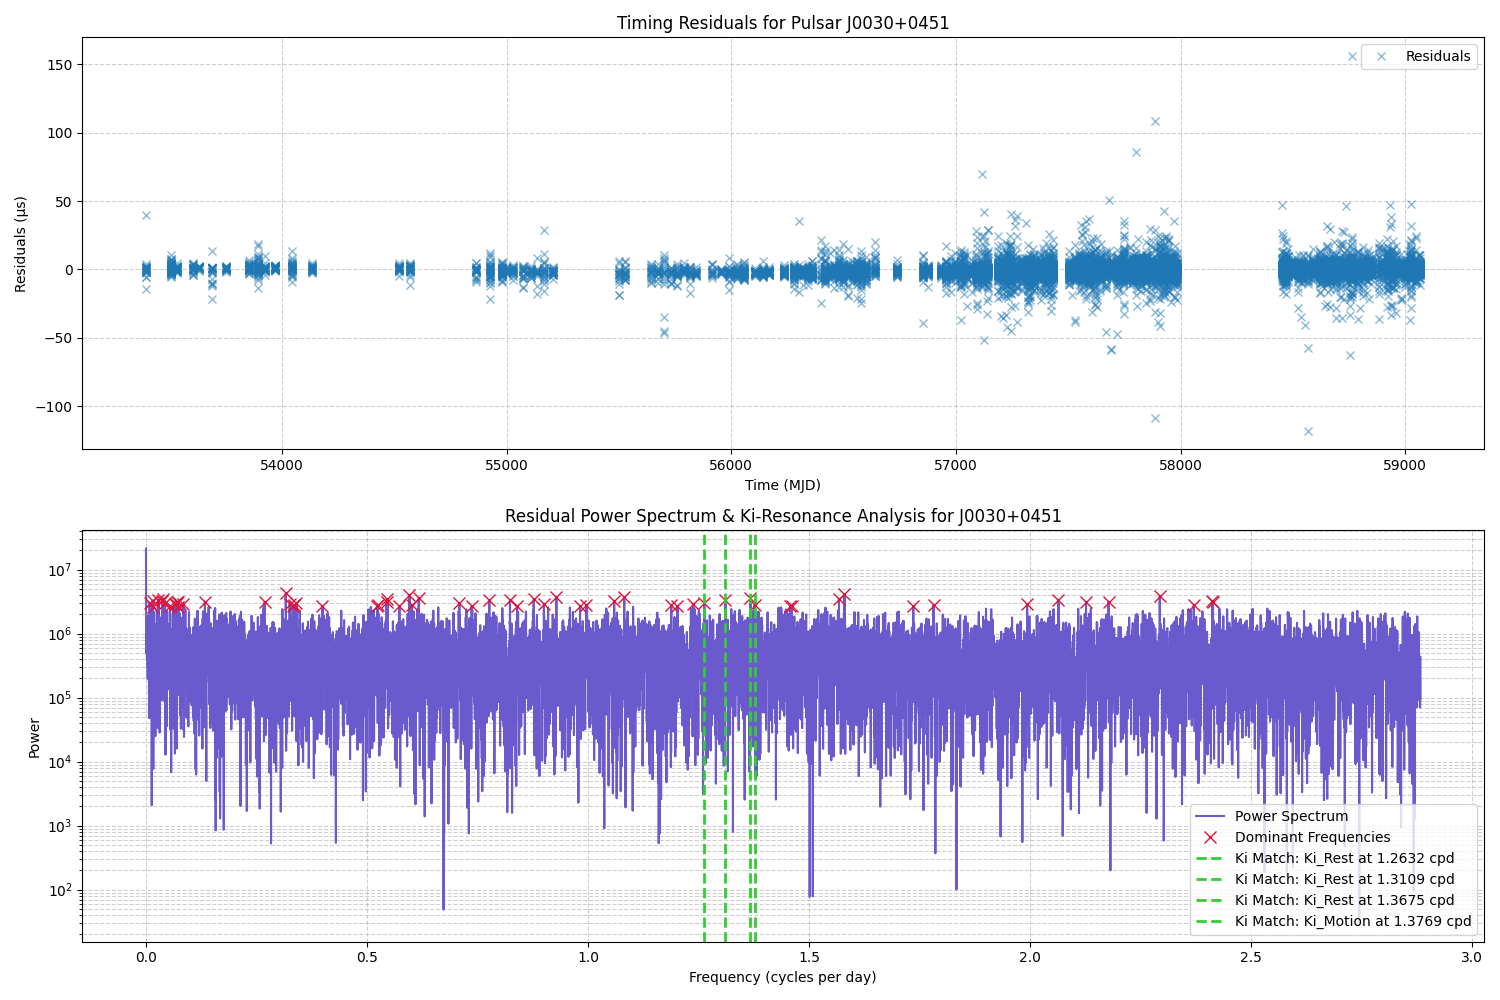 Timing Residuals for Pulsar J0030+0451
Residuals (µs)
150
100
50
0
−50
−100
Residuals
54000
55000
56000
57000
58000
59000
Time (MJD)
Residual Power Spectrum & Ki-Resonance Analysis for J0030+0451
Power
10⁷
10⁶
10⁵
10⁴
10³
10²
Power Spectrum
Dominant Frequencies
Ki Match: Ki_Rest at 1.2632 cpd
Ki Match: Ki_Rest at 1.3109 cpd
Ki Match: Ki_Rest at 1.3675 cpd
Ki Match: Ki_Motion at 1.3769 cpd
0.0
0.5
1.0
1.5
2.0
2.5
3.0
Frequency (cycles per day)